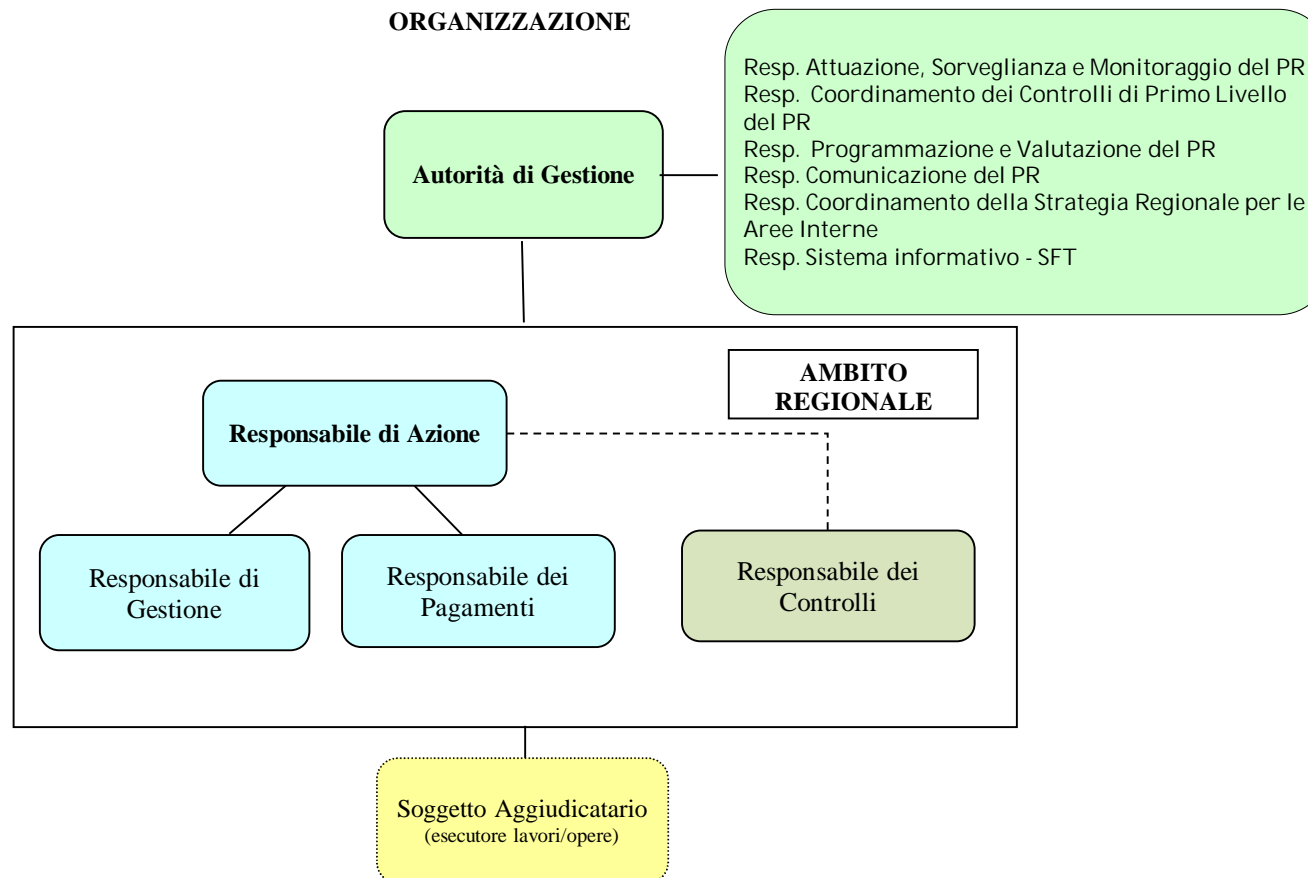 ORGANIZZAZIONE
Resp. Attuazione, Sorveglianza e Monitoraggio del PR
Resp. Coordinamento dei Controlli di Primo Livello
del PR
Resp. Programmazione e Valutazione del PR
Resp. Comunicazione del PR
Resp. Coordinamento della Strategia Regionale per le
Aree Interne
Resp. Sistema informativo - SFT
Autorità di Gestione
AMBITO
REGIONALE
Responsabile di Azione
Responsabile di
Gestione
Responsabile dei
Pagamenti
Responsabile dei
Controlli
Soggetto Aggiudicatario
(esecutore lavori/opere)